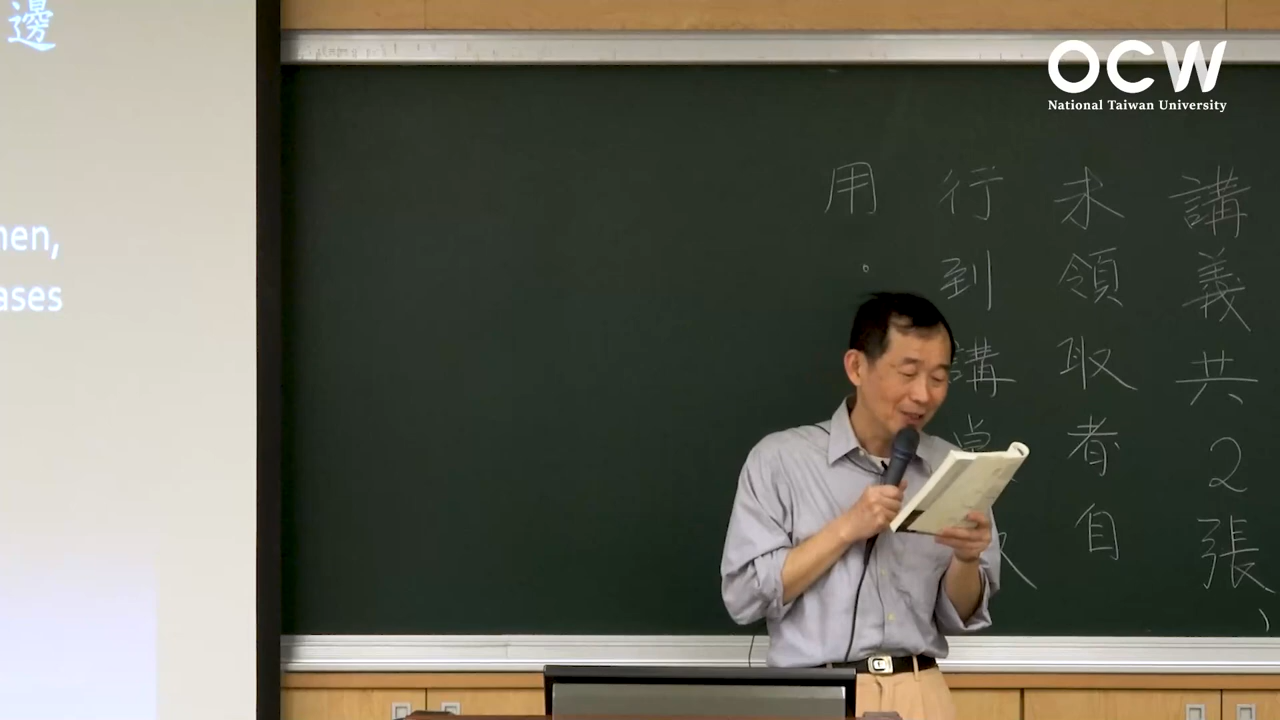 邊
hen,
ases
OCW
National Taiwan University
講義共2張、
未領取者自
行到講
用。